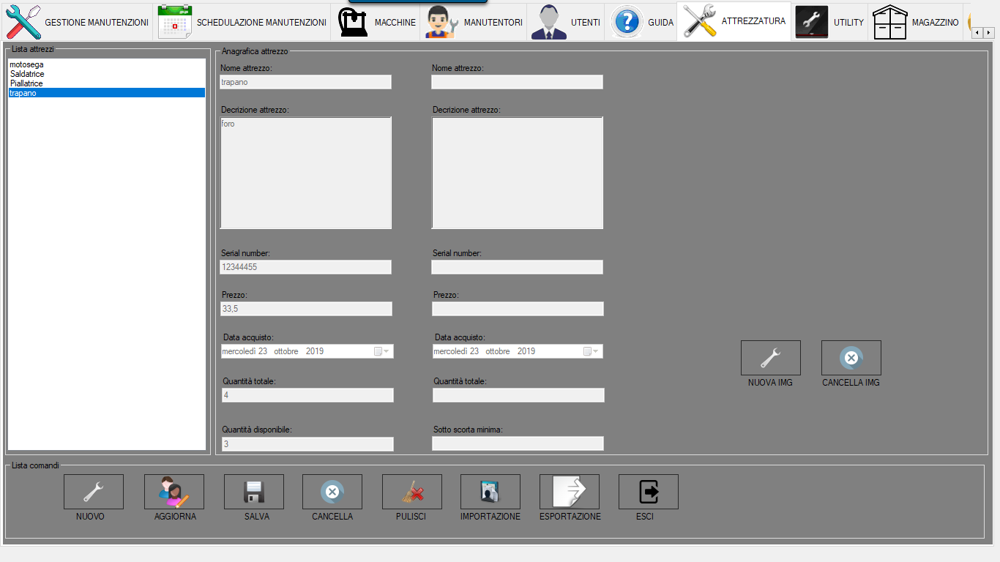 GESTIONE MANUTENZIONI
SCHEDULAZIONE MANUTENZIONI
MACCHINE
MANUTENTORI
UTENTI
GUIDA
ATTREZZATURA
UTILITY
MAGAZZINO
Lista attrezzi
motosega
Saldatrice
Piallatrice
trapano
Anagrafica attrezzo
Nome attrezzo:
trapano
Decrizione attrezzo:
foro
Serial number:
12344455
Prezzo:
33,5
Data acquisto:
mercoledì 23 ottobre 2019
Quantità totale:
4
Quantità disponibile:
3
Nome attrezzo:
Decrizione attrezzo:
Serial number:
Prezzo:
Data acquisto:
mercoledì 23 ottobre 2019
Quantità totale:
Sotto scorta minima:
NUOVA IMG
CANCELLA IMG
Lista comandi
NUOVO
AGGIORNA
SALVA
CANCELLA
PULISCI
IMPORTAZIONE
ESPORTAZIONE
ESCI